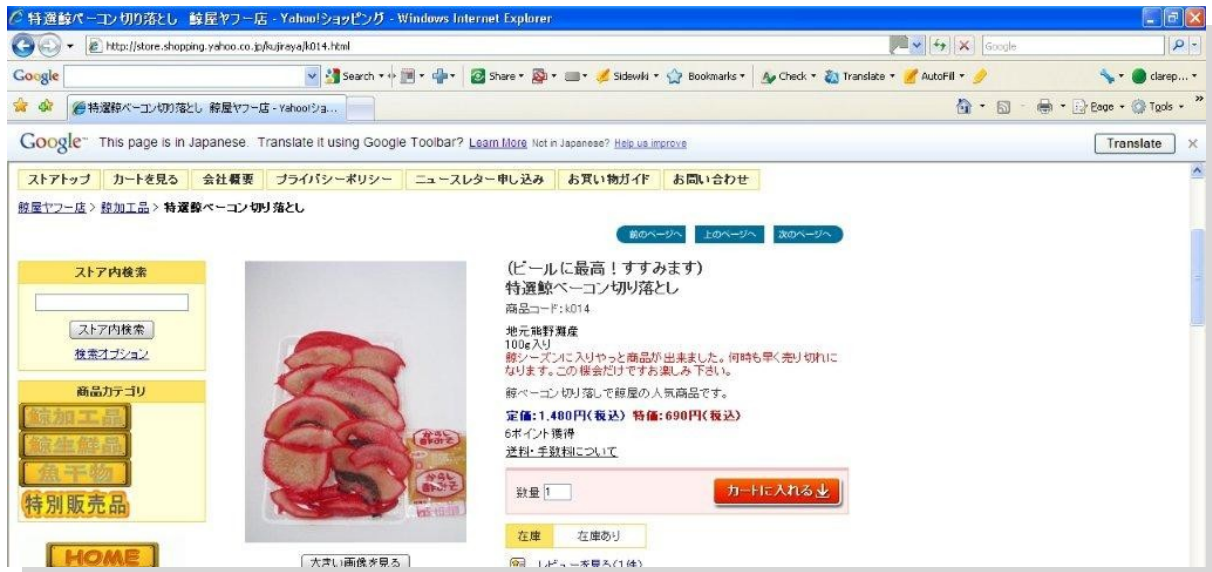 特選鯨ベーコン切り落とし 鯨屋ヤフー店 - Yahoo!ショッピング - Windows Internet Explorer
http://store.shopping.yahoo.co.jp/kujiraya/k014.html
Google
Google Search Share Sidewiki Bookmarks Check Translate AutoFill clarep...
特選鯨ベーコン切り落とし 鯨屋ヤフー店 - Yahoo!ショ...
Page Tools
Google This page is in Japanese. Translate it using Google Toolbar? Learn More Not in Japanese? Help us improve Translate
ストアトップ カートを見る 会社概要 プライバシーポリシー ニュースレター申し込み お買い物ガイド お問い合わせ
鯨屋ヤフー店 > 鯨加工品 > 特選鯨ベーコン切り落とし
前のページへ 上のページへ 次のページへ
ストア内検索
ストア内検索
検索オプション
商品カテゴリ
鯨加工品
鯨生鮮品
魚干物
特別販売品
HOME
大きい画像を見る
(ビールに最高!すすみます)
特選鯨ベーコン切り落とし
商品コード:k014
地元熊野灘産
100g入り
鯨シーズンに入りやっと商品が出来ました。何時も早く売り切れに
なります。この機会だけですお楽しみ下さい。
鯨ベーコン切り落しで鯨屋の人気商品です。
定価:1,480円(税込) 特価:690円(税込)
6ポイント獲得
送料・手数料について
数量 1 カートに入れる
在庫 在庫あり
レビューを見る(1件)